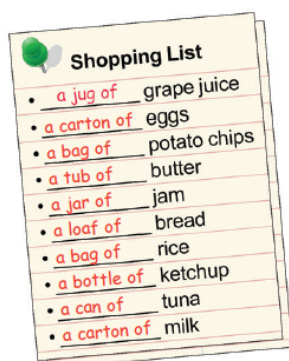 Shopping List
• a jug of grape juice
• a carton of eggs
• a bag of potato chips
• a tub of butter
• a jar of jam
• a loaf of bread
• a bag of rice
• a bottle of ketchup
• a can of tuna
• a carton of milk